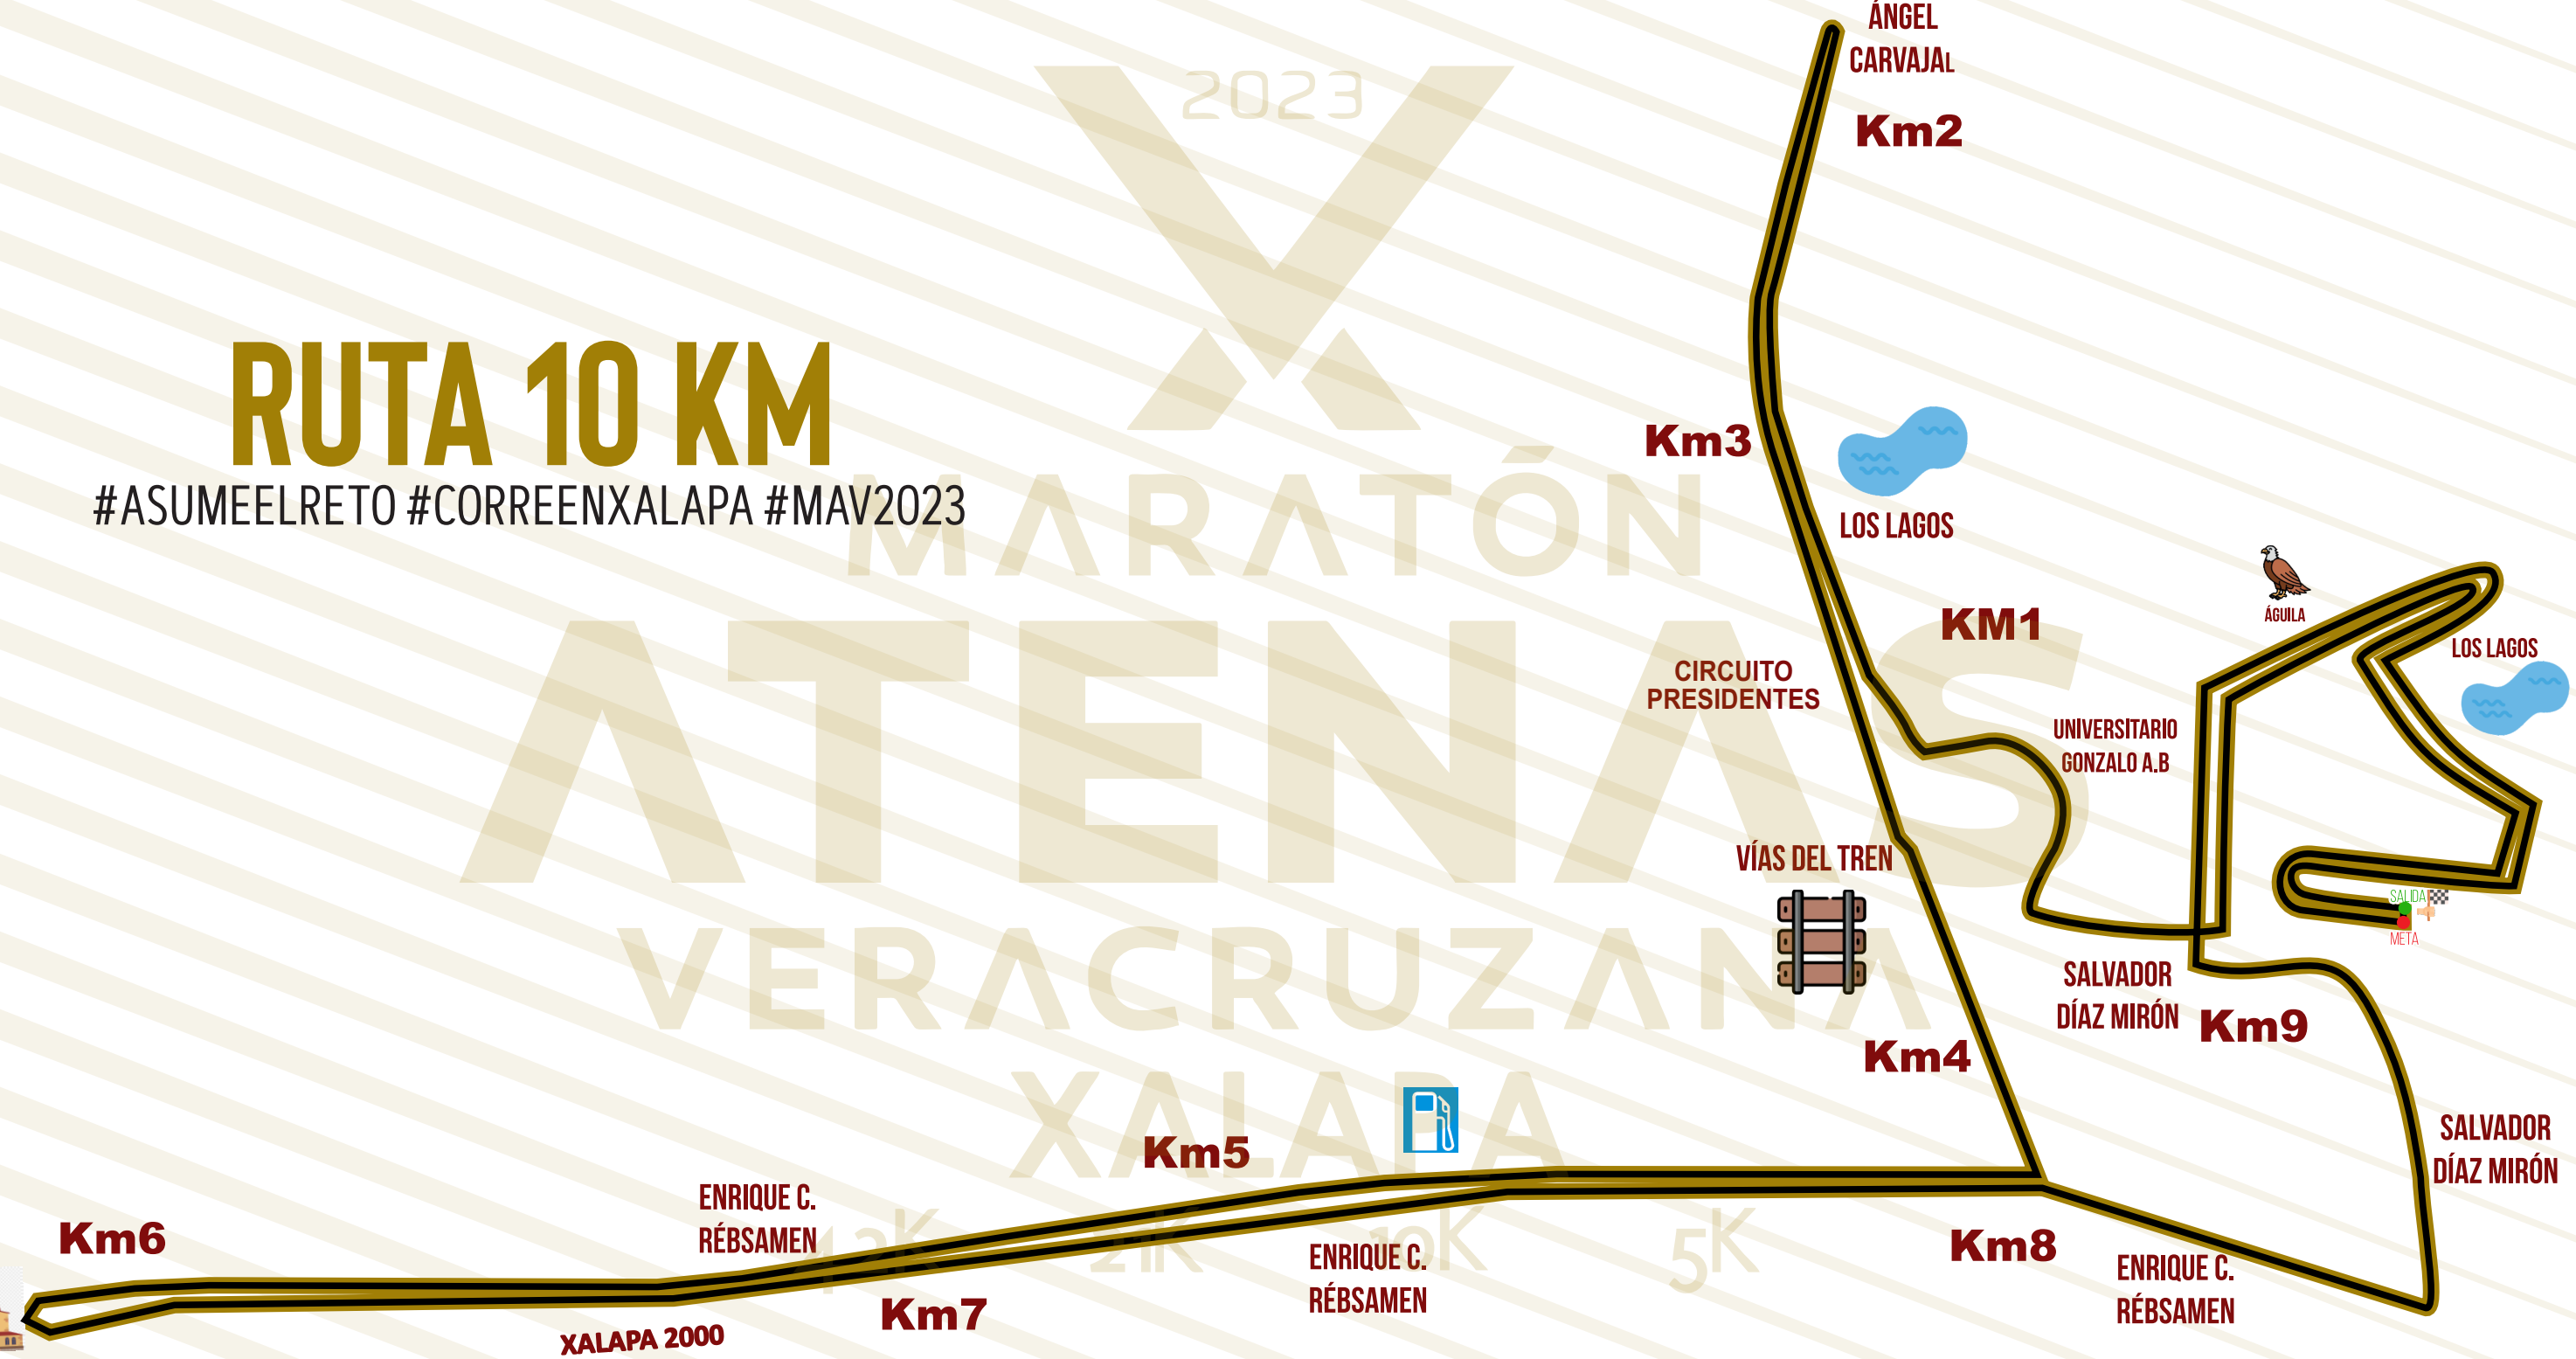 ÁNGEL
CARVAJAL
Km2
2023
RUTA 10 KM
#ASUMEELRETO #CORREENXALAPA #MAV2023
Km3
LOS LAGOS
MARATÓN
ATENAS
VERACRUZANA
XALAPA
42K 21K 10K 5K
KM1
ÁGUILA
LOS LAGOS
CIRCUITO
PRESIDENTES
UNIVERSITARIO
GONZALO A.B
VÍAS DEL TREN
SALIDA
META
SALVADOR
DÍAZ MIRÓN
Km9
Km4
SALVADOR
DÍAZ MIRÓN
Km5
ENRIQUE C.
RÉBSAMEN
Km6
Km8
ENRIQUE C.
RÉBSAMEN
ENRIQUE C.
RÉBSAMEN
Km7
XALAPA 2000